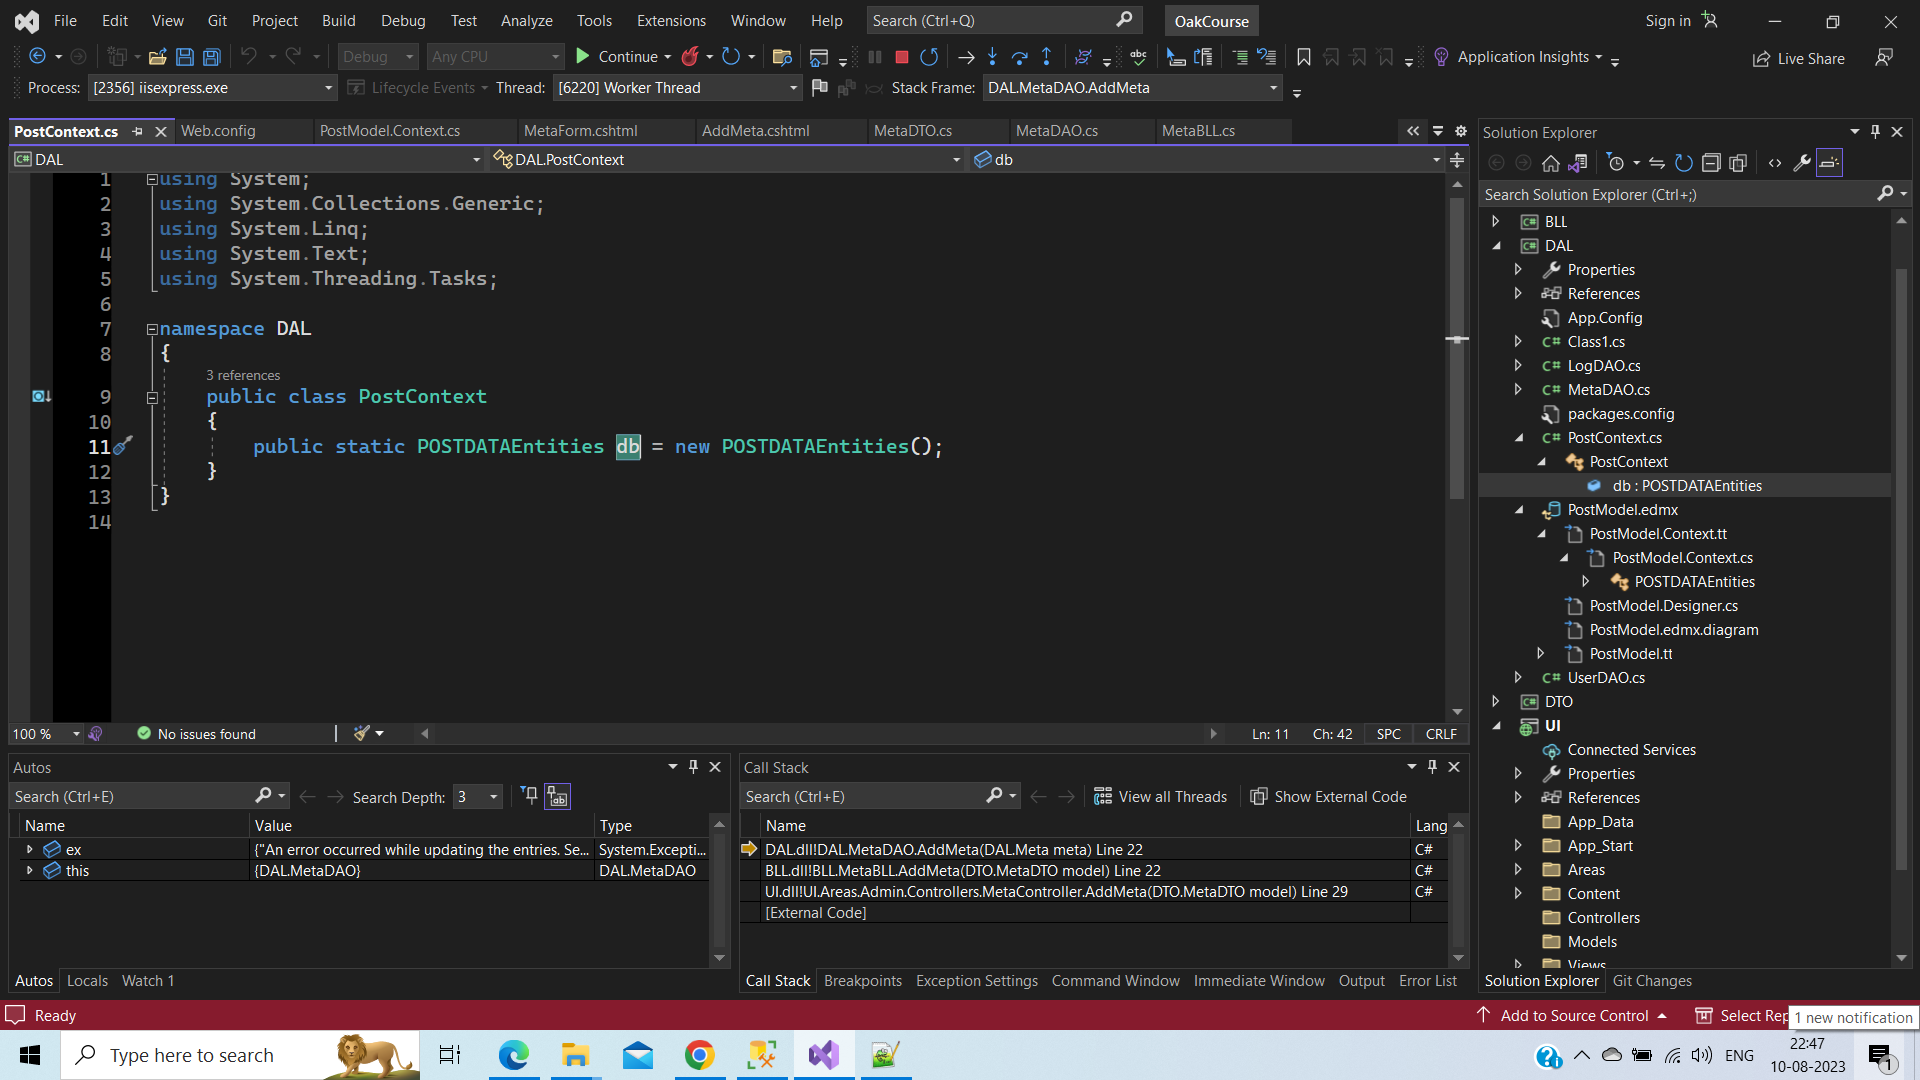 File Edit View Git Project Build Debug Test Analyze Tools Extensions Window Help Search (Ctrl+Q) OakCourse Sign in
Debug Any CPU Continue Application Insights Live Share
Process: [2356] iisexpress.exe Lifecycle Events Thread: [6220] Worker Thread Stack Frame: DAL.MetaDAO.AddMeta
PostContext.cs Web.config PostModel.Context.cs MetaForm.cshtml AddMeta.cshtml MetaDTO.cs MetaDAO.cs MetaBLL.cs
DAL DAL.PostContext db
1 using System;
2 using System.Collections.Generic;
3 using System.Linq;
4 using System.Text;
5 using System.Threading.Tasks;
6
7 namespace DAL
8 {
3 references
9 public class PostContext
10 {
11 public static POSTDATAEntities db = new POSTDATAEntities();
12 }
13 }
14
100 % No issues found Ln: 11 Ch: 42 SPC CRLF
Autos
Search (Ctrl+E) Search Depth: 3
Name Value Type
ex {"An error occurred while updating the entries. Se... System.Excepti...
this {DAL.MetaDAO} DAL.MetaDAO
Autos Locals Watch 1
Call Stack
Search (Ctrl+E) View all Threads Show External Code
Name Lang
DAL.dll!DAL.MetaDAO.AddMeta(DAL.Meta meta) Line 22 C#
BLL.dll!BLL.MetaBLL.AddMeta(DTO.MetaDTO model) Line 22 C#
UI.dll!UI.Areas.Admin.Controllers.MetaController.AddMeta(DTO.MetaDTO model) Line 29 C#
[External Code]
Call Stack Breakpoints Exception Settings Command Window Immediate Window Output Error List
Solution Explorer
Search Solution Explorer (Ctrl+;)
BLL
DAL
Properties
References
App.Config
Class1.cs
LogDAO.cs
MetaDAO.cs
packages.config
PostContext.cs
PostContext
db : POSTDATAEntities
PostModel.edmx
PostModel.Context.tt
PostModel.Context.cs
POSTDATAEntities
PostModel.Designer.cs
PostModel.edmx.diagram
PostModel.tt
UserDAO.cs
DTO
UI
Connected Services
Properties
References
App_Data
App_Start
Areas
Content
Controllers
Models
Views
Solution Explorer Git Changes
Ready Add to Source Control Select Rep 1 new notification
Type here to search ENG 22:47
10-08-2023 1